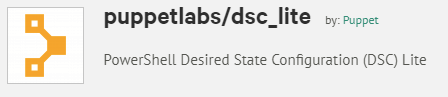 puppetlabs/dsc_lite by: Puppet
PowerShell Desired State Configuration (DSC) Lite